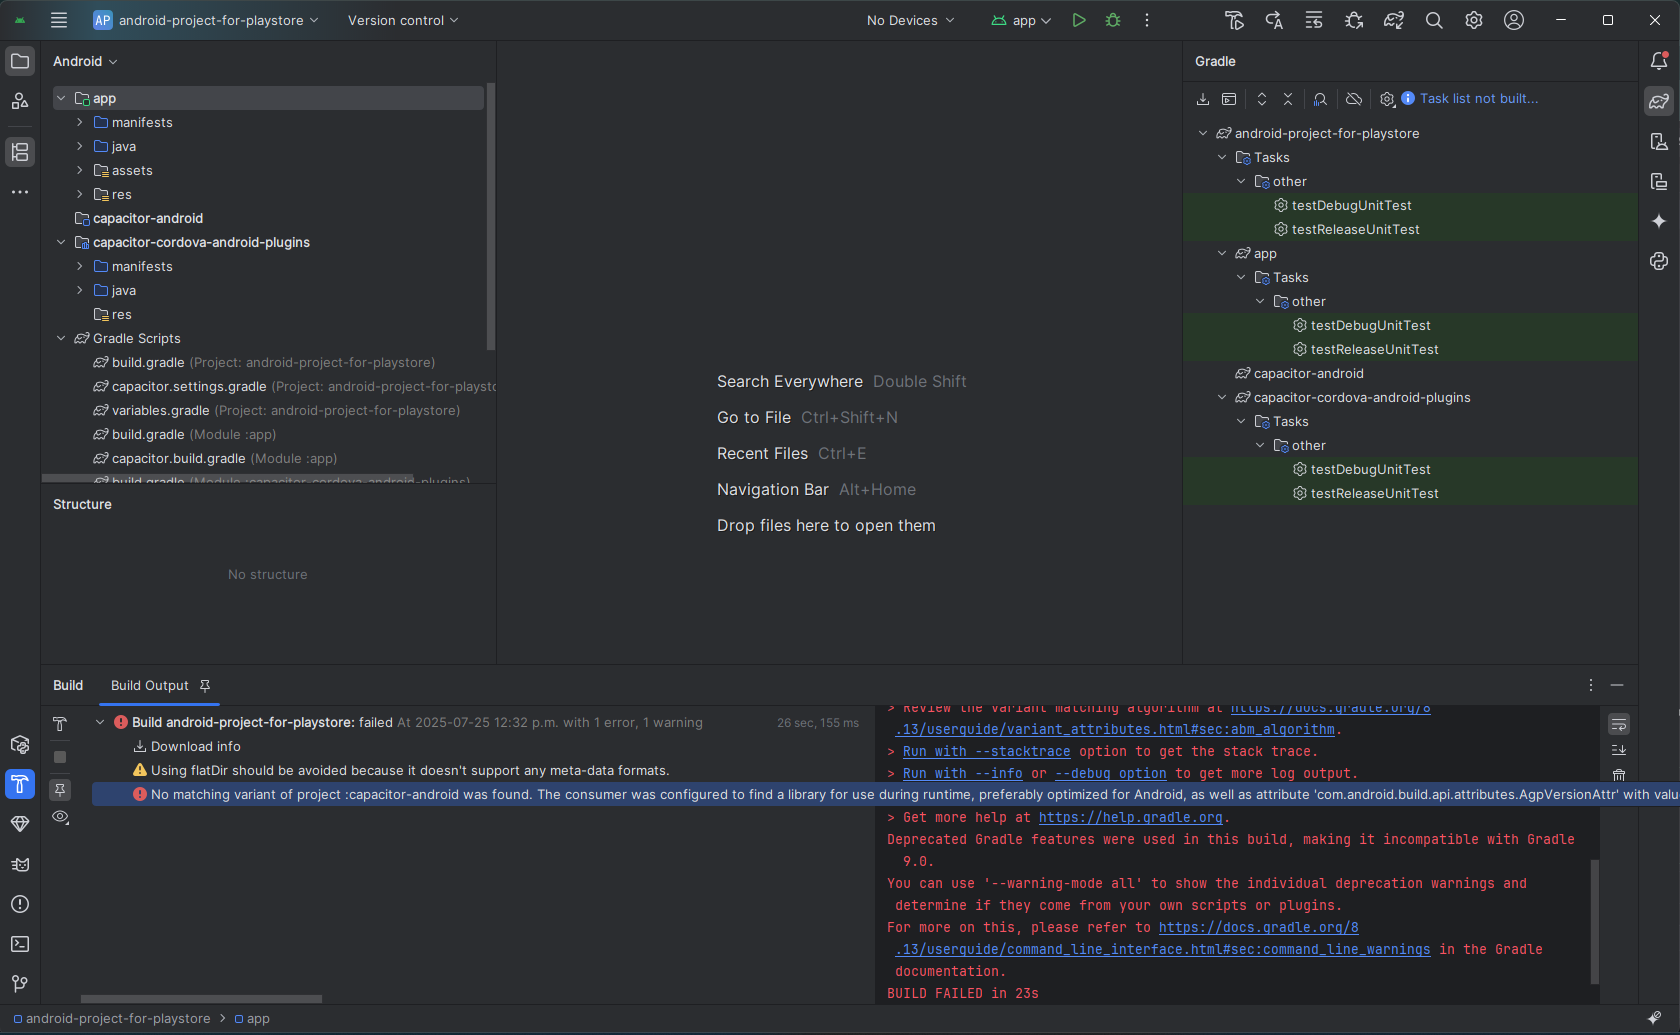 AP android-project-for-playstore
Version control
No Devices
app
Android
app
manifests
java
assets
res
capacitor-android
capacitor-cordova-android-plugins
manifests
java
res
Gradle Scripts
build.gradle (Project: android-project-for-playstore)
capacitor.settings.gradle (Project: android-project-for-playsto
variables.gradle (Project: android-project-for-playstore)
build.gradle (Module :app)
capacitor.build.gradle (Module :app)
build.gradle (Module :capacitor-cordova-android-plugins)
Structure
No structure
Search Everywhere Double Shift
Go to File Ctrl+Shift+N
Recent Files Ctrl+E
Navigation Bar Alt+Home
Drop files here to open them
Gradle
Task list not built...
android-project-for-playstore
Tasks
other
testDebugUnitTest
testReleaseUnitTest
app
Tasks
other
testDebugUnitTest
testReleaseUnitTest
capacitor-android
capacitor-cordova-android-plugins
Tasks
other
testDebugUnitTest
testReleaseUnitTest
Build
Build Output
Build android-project-for-playstore: failed At 2025-07-25 12:32 p.m. with 1 error, 1 warning 26 sec, 155 ms
Download info
Using flatDir should be avoided because it doesn't support any meta-data formats.
No matching variant of project :capacitor-android was found. The consumer was configured to find a library for use during runtime, preferably optimized for Android, as well as attribute 'com.android.build.api.attributes.AgpVersionAttr' with valu
> Review the variant matching algorithm at https://docs.gradle.org/8
.13/userguide/variant_attributes.html#sec:abm_algorithm.
> Run with --stacktrace option to get the stack trace.
> Run with --info or --debug option to get more log output.
> Get more help at https://help.gradle.org.
Deprecated Gradle features were used in this build, making it incompatible with Gradle
9.0.
You can use '--warning-mode all' to show the individual deprecation warnings and
determine if they come from your own scripts or plugins.
For more on this, please refer to https://docs.gradle.org/8
.13/userguide/command_line_interface.html#sec:command_line_warnings in the Gradle
documentation.
BUILD FAILED in 23s
android-project-for-playstore > app